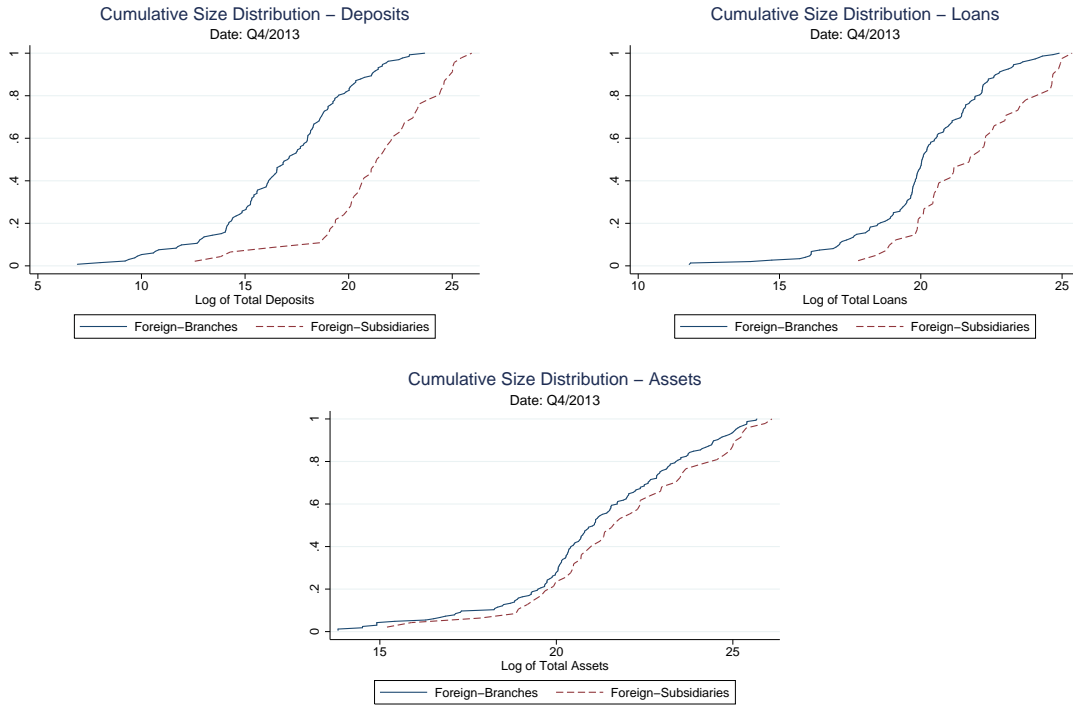 Cumulative Size Distribution – Deposits
Date: Q4/2013
0 .2 .4 .6 .8 1
5 10 15 20 25
Log of Total Deposits
Foreign–Branches Foreign–Subsidiaries
Cumulative Size Distribution – Loans
Date: Q4/2013
0 .2 .4 .6 .8 1
10 15 20 25
Log of Total Loans
Foreign–Branches Foreign–Subsidiaries
Cumulative Size Distribution – Assets
Date: Q4/2013
0 .2 .4 .6 .8 1
15 20 25
Log of Total Assets
Foreign–Branches Foreign–Subsidiaries